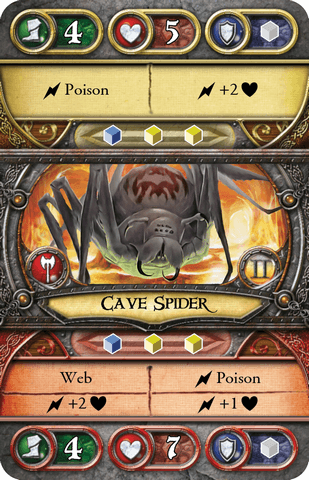 4 5
Poison +2
CAVE SPIDER
Web Poison
+2 +1
4 7